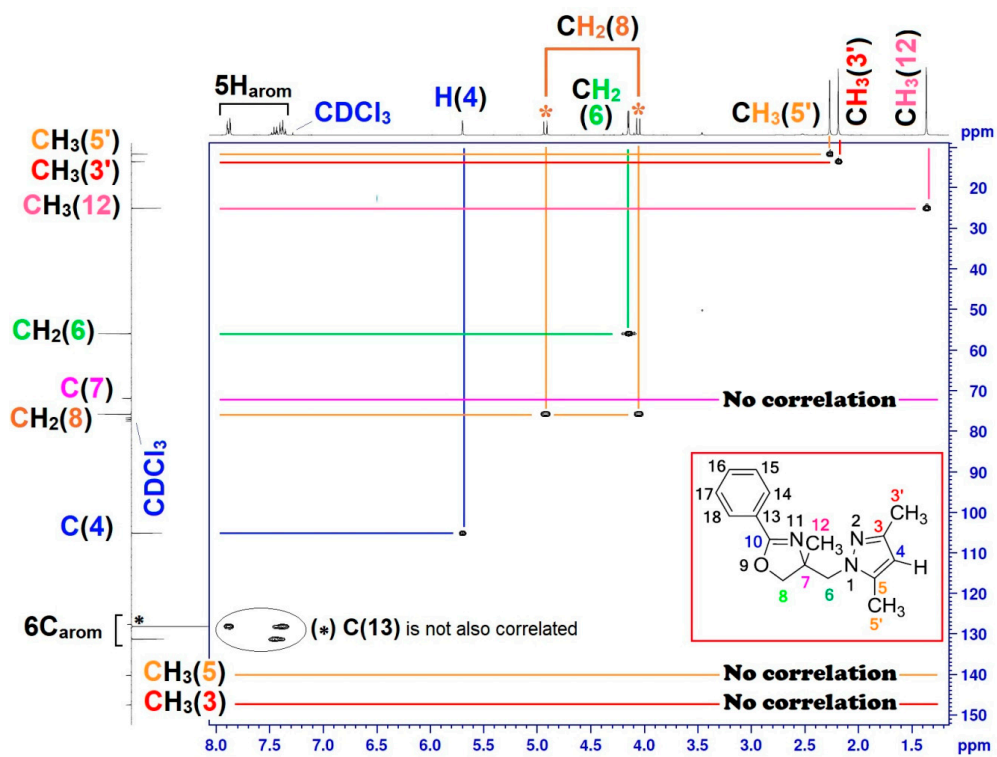 CH₂(8)
5Harom
CDCl₃
H(4)
CH₂
(6)
*
*
CH₃(5')
CH₃(3')
CH₃(12)
ppm
CH₃(5')
CH₃(3')
CH₃(12)
CH₂(6)
C(7)
No correlation
CH₂(8)
CDCl₃
C(4)
6Carom
*
(*) C(13) is not also correlated
CH₃(5)
No correlation
CH₃(3)
No correlation
16
15
17
14
18
13
11
12
3'
CH₃
10
N
CH₃
2
N
3
4
H
O
9
7
N
1
5
8
6
CH₃
5'
20
30
40
50
60
70
80
90
100
110
120
130
140
150
8.0 7.5 7.0 6.5 6.0 5.5 5.0 4.5 4.0 3.5 3.0 2.5 2.0 1.5 ppm